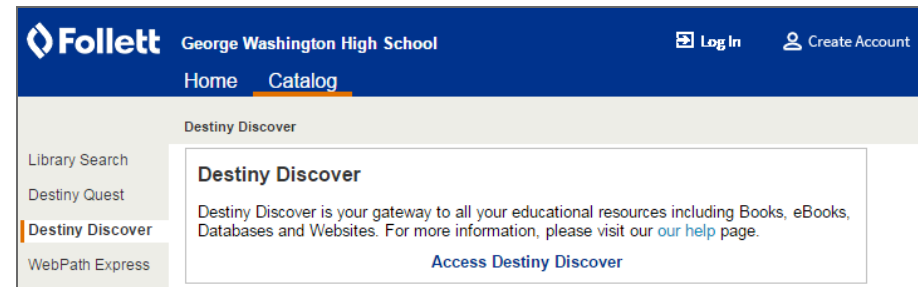 Follett George Washington High School Log In Create Account
Home Catalog
Destiny Discover
Library Search
Destiny Quest
Destiny Discover
WebPath Express
Destiny Discover
Destiny Discover is your gateway to all your educational resources including Books, eBooks,
Databases and Websites. For more information, please visit our our help page.
Access Destiny Discover